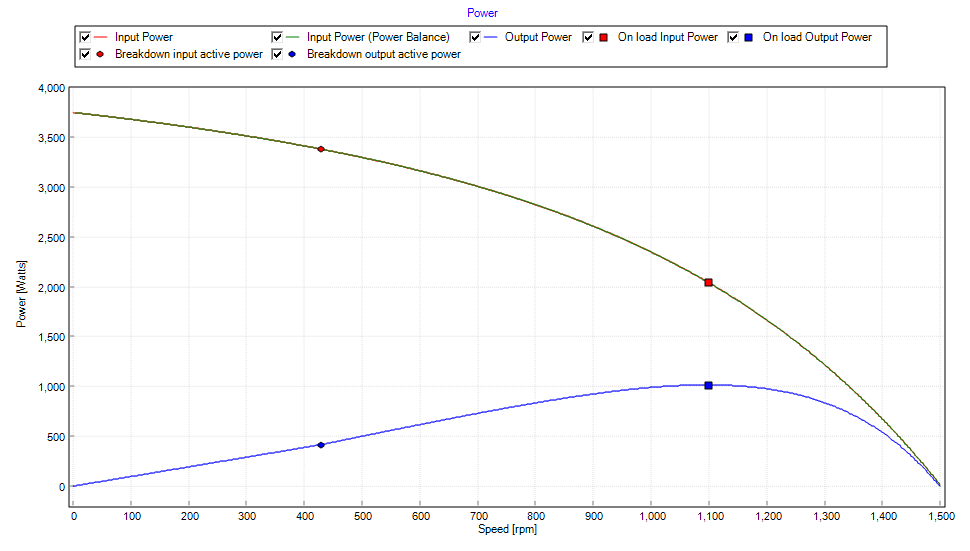 Power
Input Power Input Power (Power Balance) Output Power On load Input Power On load Output Power
Breakdown input active power Breakdown output active power
4,000
3,500
3,000
2,500
2,000
1,500
1,000
500
0
Power [Watts]
0 100 200 300 400 500 600 700 800 900 1,000 1,100 1,200 1,300 1,400 1,500
Speed [rpm]